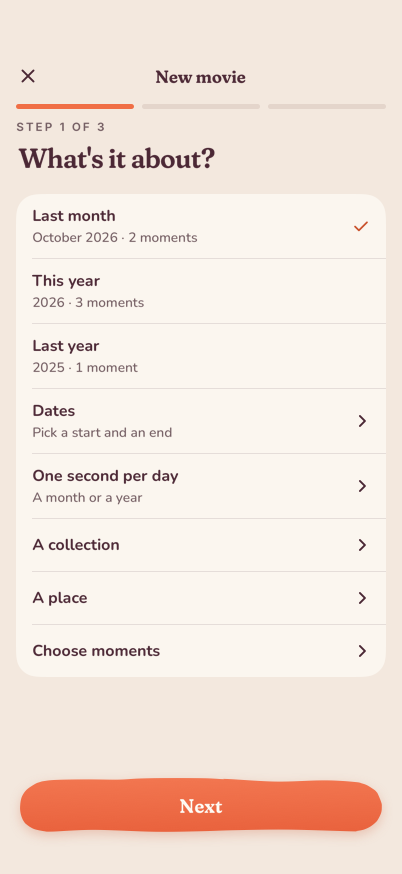 New movie
STEP 1 OF 3
What's it about?
Last month
October 2026 · 2 moments
This year
2026 · 3 moments
Last year
2025 · 1 moment
Dates
Pick a start and an end
One second per day
A month or a year
A collection
A place
Choose moments
Next